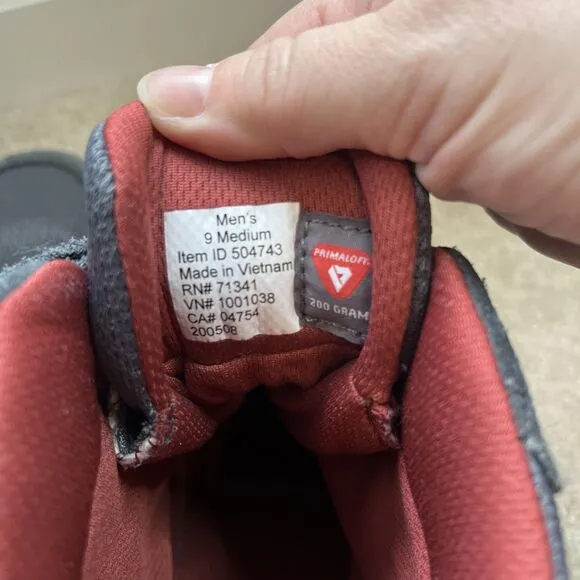 Men's
9 Medium
Item ID 504743
Made in Vietnam
RN# 71341
VN# 1001038
CA# 04754
200508
PRIMALOFT
200 GRAM